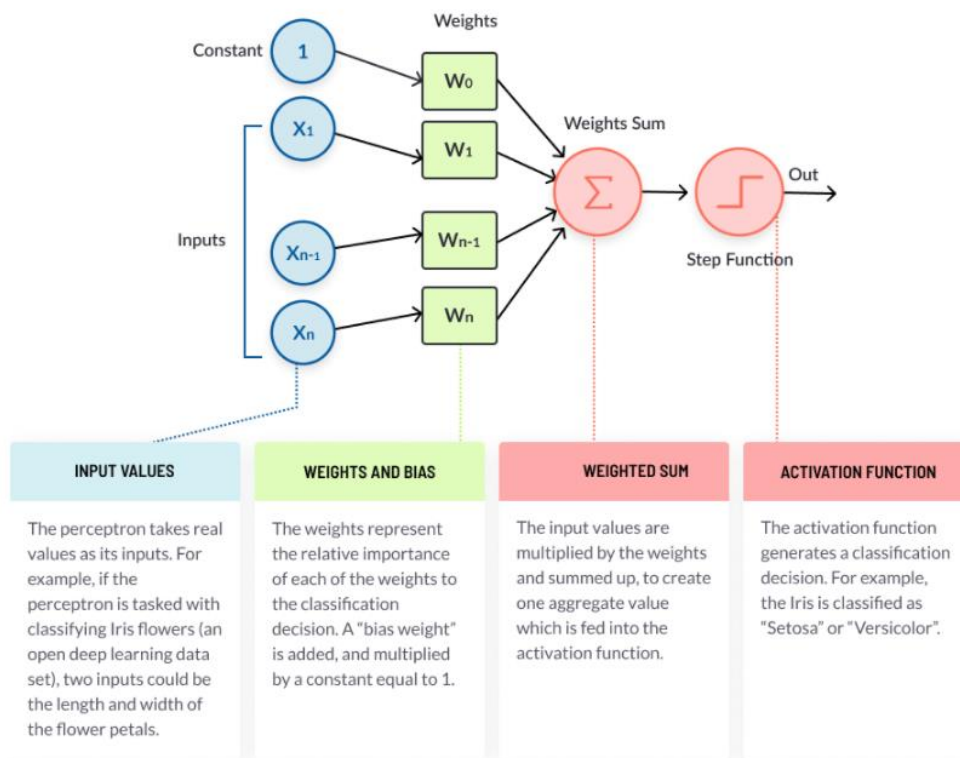 Weights
Constant
1
W0
X1
W1
Weights Sum
Σ
Out
Inputs
Xn-1
Wn-1
Step Function
Xn
Wn
INPUT VALUES
The perceptron takes real
values as its inputs. For
example, if the
perceptron is tasked with
classifying Iris flowers (an
open deep learning data
set), two inputs could be
the length and width of
the flower petals.
WEIGHTS AND BIAS
The weights represent
the relative importance
of each of the weights to
the classification
decision. A “bias weight”
is added, and multiplied
by a constant equal to 1.
WEIGHTED SUM
The input values are
multiplied by the weights
and summed up, to create
one aggregate value
which is fed into the
activation function.
ACTIVATION FUNCTION
The activation function
generates a classification
decision. For example,
the Iris is classified as
“Setosa” or “Versicolor”.